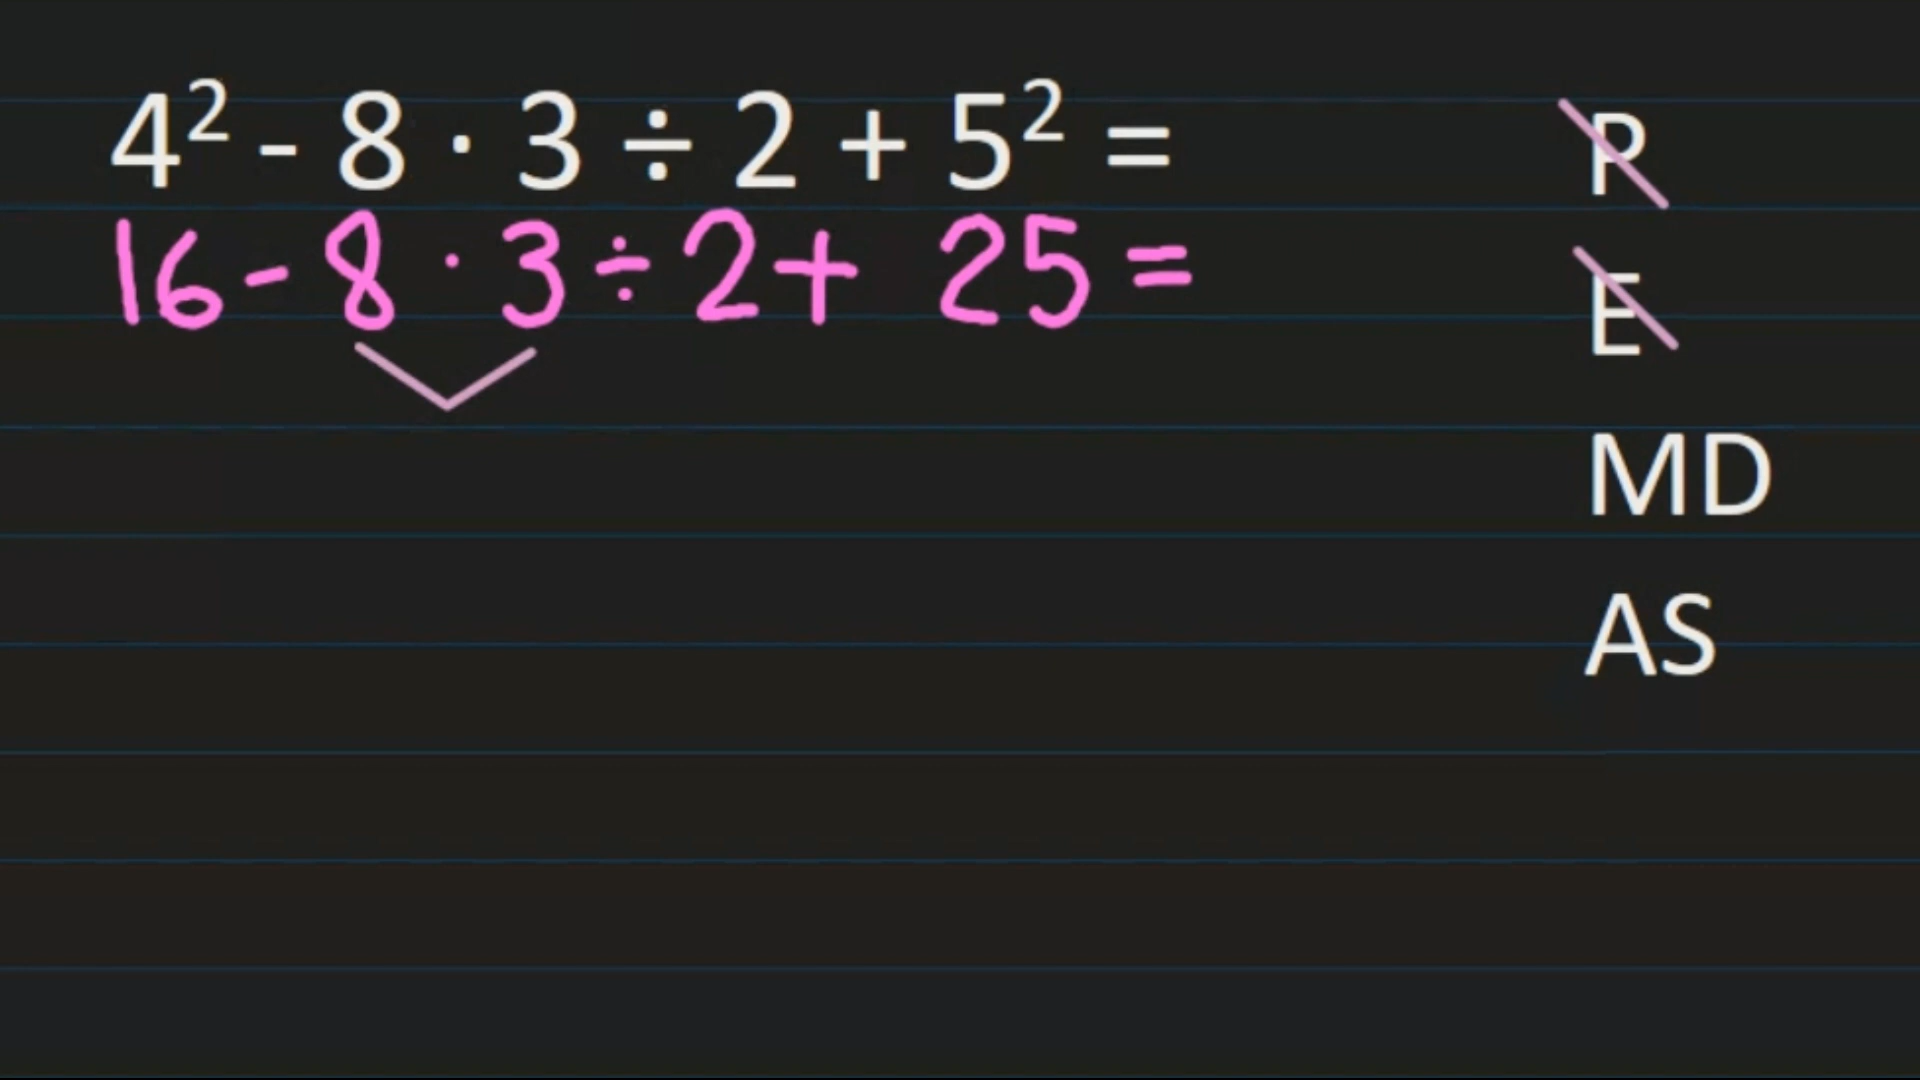 4² - 8 · 3 ÷ 2 + 5² =
16 - 8 · 3 ÷ 2 + 25 =
P
E
MD
AS